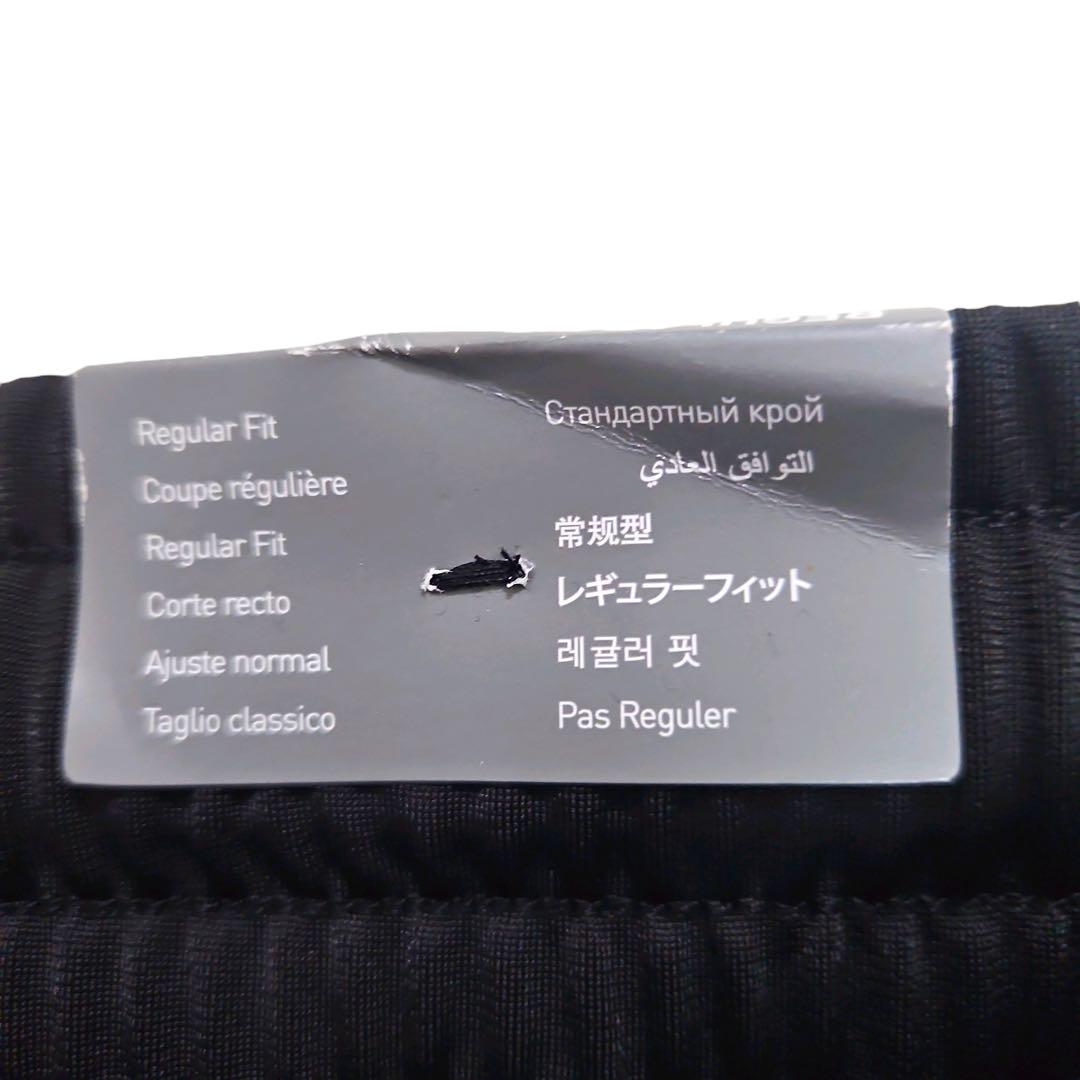 Regular Fit
Coupe régulière
Regular Fit
Corte recto
Ajuste normal
Taglio classico
Стандартный крой
التوافق العادي
常规型
レギュラーフィット
레귤러 핏
Pas Reguler